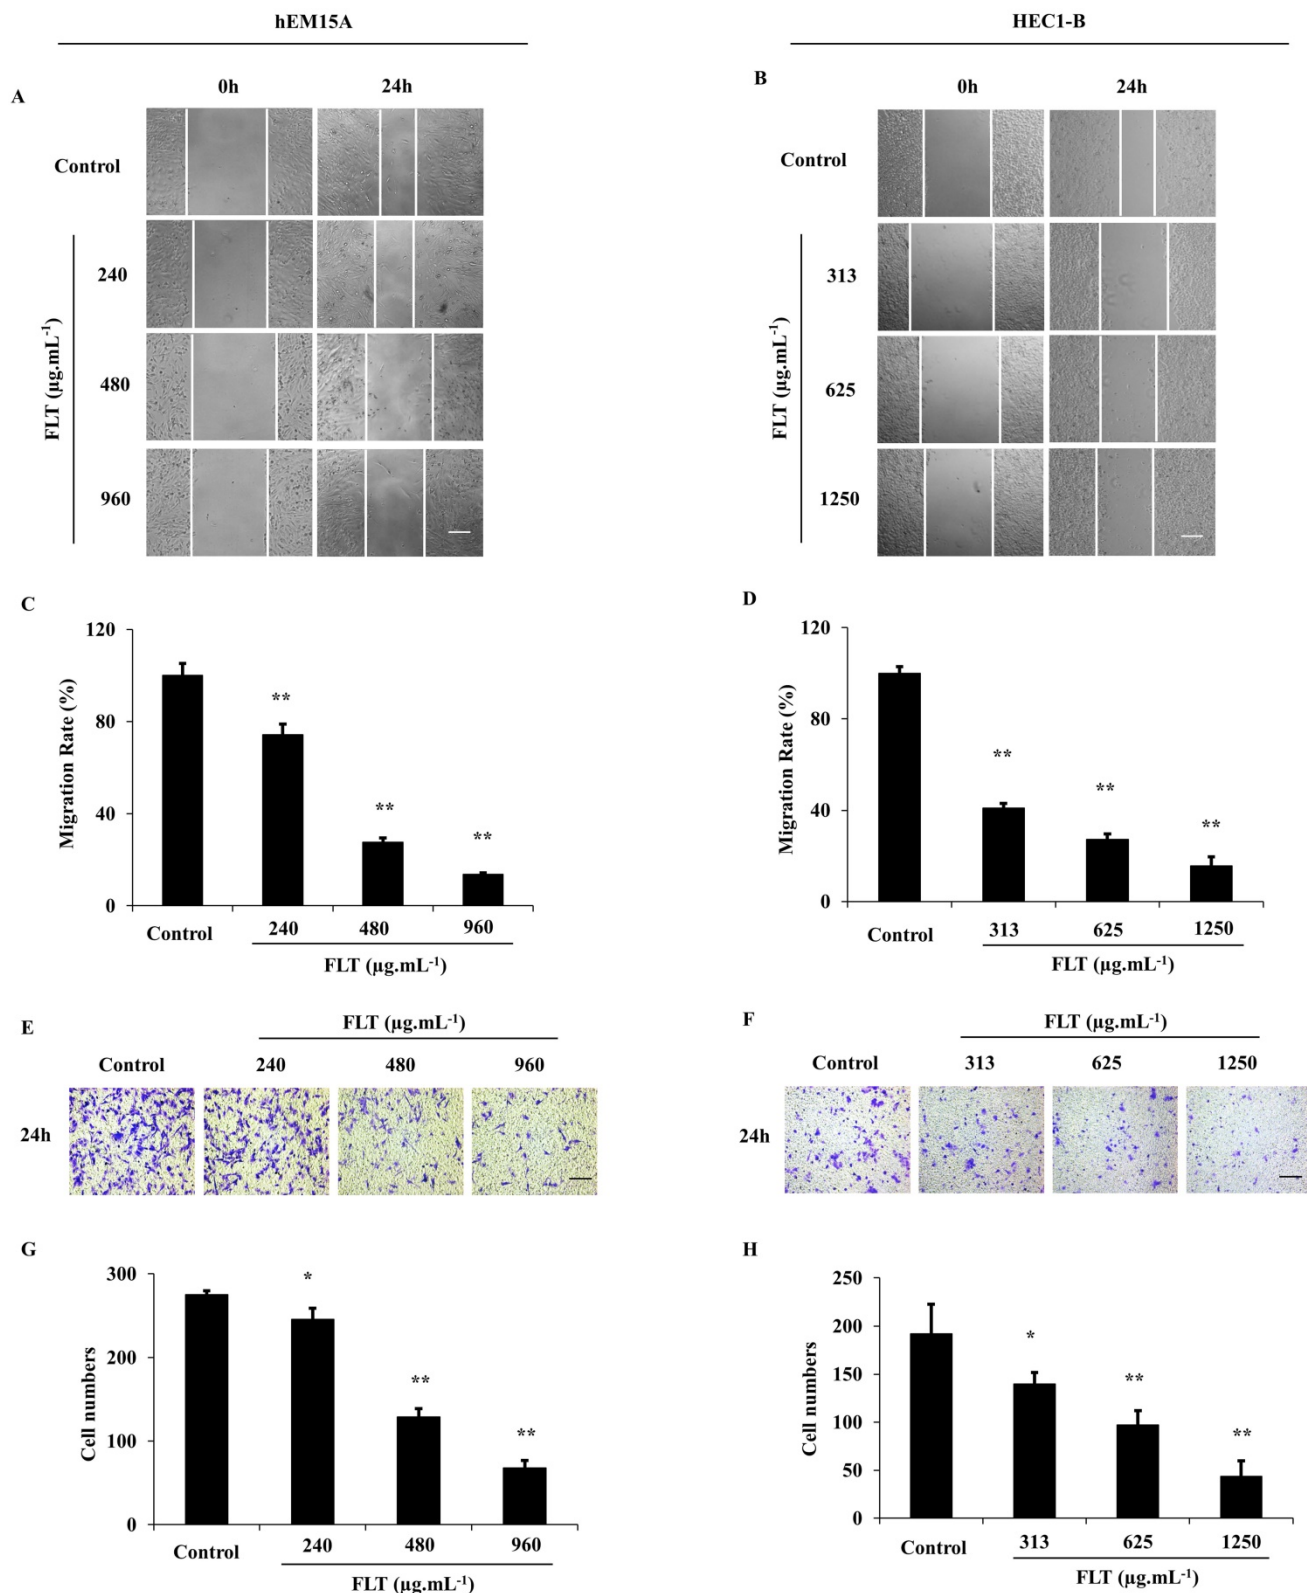 hEM15A
HEC1-B
A
0h 24h
Control
240
480
960
FLT (µg.mL-1)
B
0h 24h
Control
313
625
1250
FLT (µg.mL-1)
C
120
80
40
0
Migration Rate (%)
** ** **
Control 240 480 960
FLT (µg.mL-1)
D
120
80
40
0
Migration Rate (%)
** ** **
Control 313 625 1250
FLT (µg.mL-1)
E
FLT (µg.mL-1)
Control 240 480 960
24h
F
FLT (µg.mL-1)
Control 313 625 1250
24h
G
300
200
100
0
Cell numbers
* ** **
Control 240 480 960
FLT (µg.mL-1)
H
250
200
150
100
50
0
Cell numbers
* ** **
Control 313 625 1250
FLT (µg.mL-1)